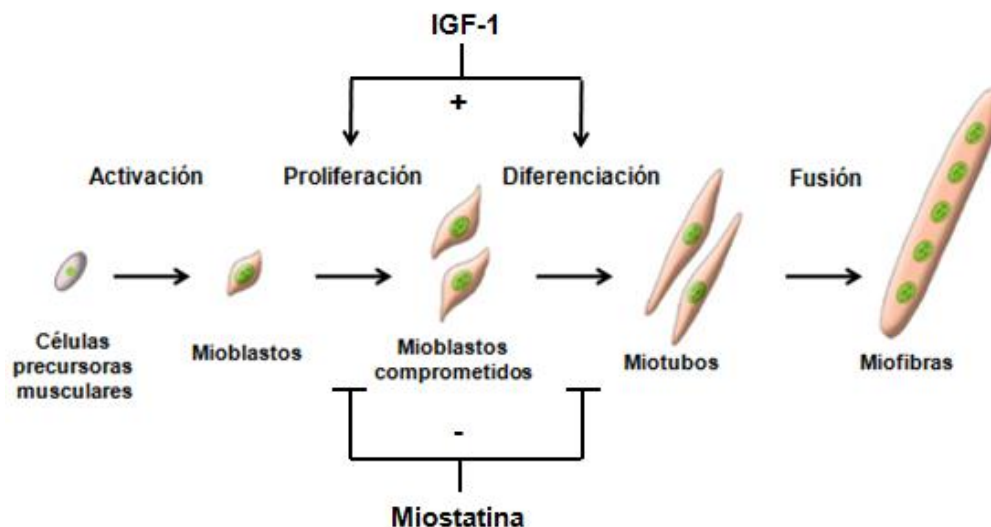 IGF-1
+
Activación
Proliferación
Diferenciación
Fusión
Células
precursoras
musculares
Mioblastos
Mioblastos
comprometidos
Miotubos
Miofibras
-
Miostatina